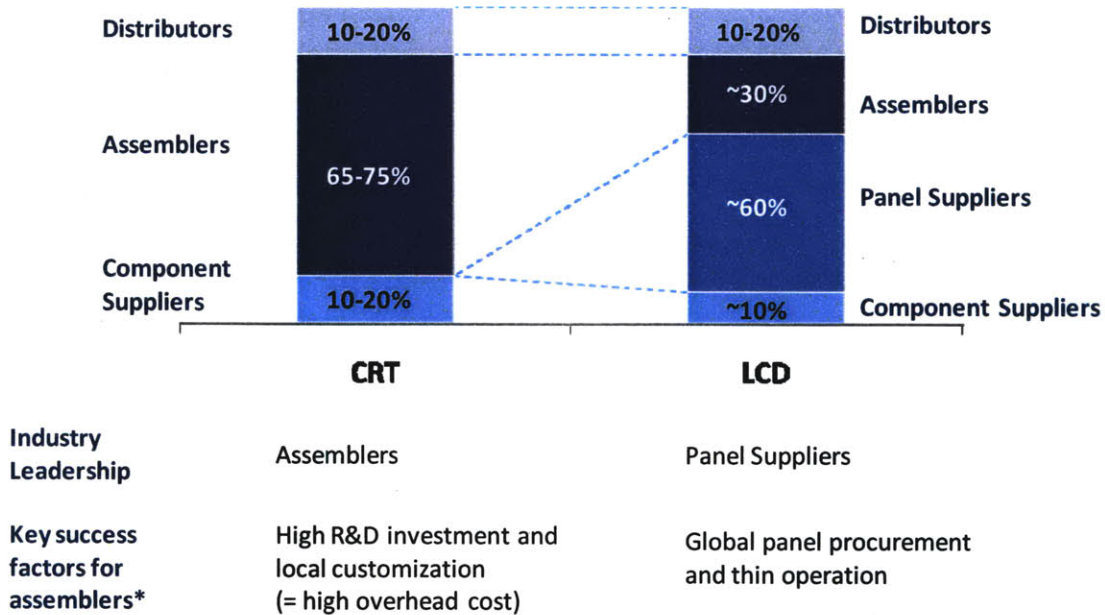 Distributors
10-20%
10-20%
Distributors
~30%
Assemblers
Assemblers
65-75%
~60%
Panel Suppliers
Component
Suppliers
10-20%
~10%
Component Suppliers
CRT
LCD
Industry
Leadership
Assemblers
Panel Suppliers
Key success
factors for
assemblers*
High R&D investment and
local customization
(= high overhead cost)
Global panel procurement
and thin operation